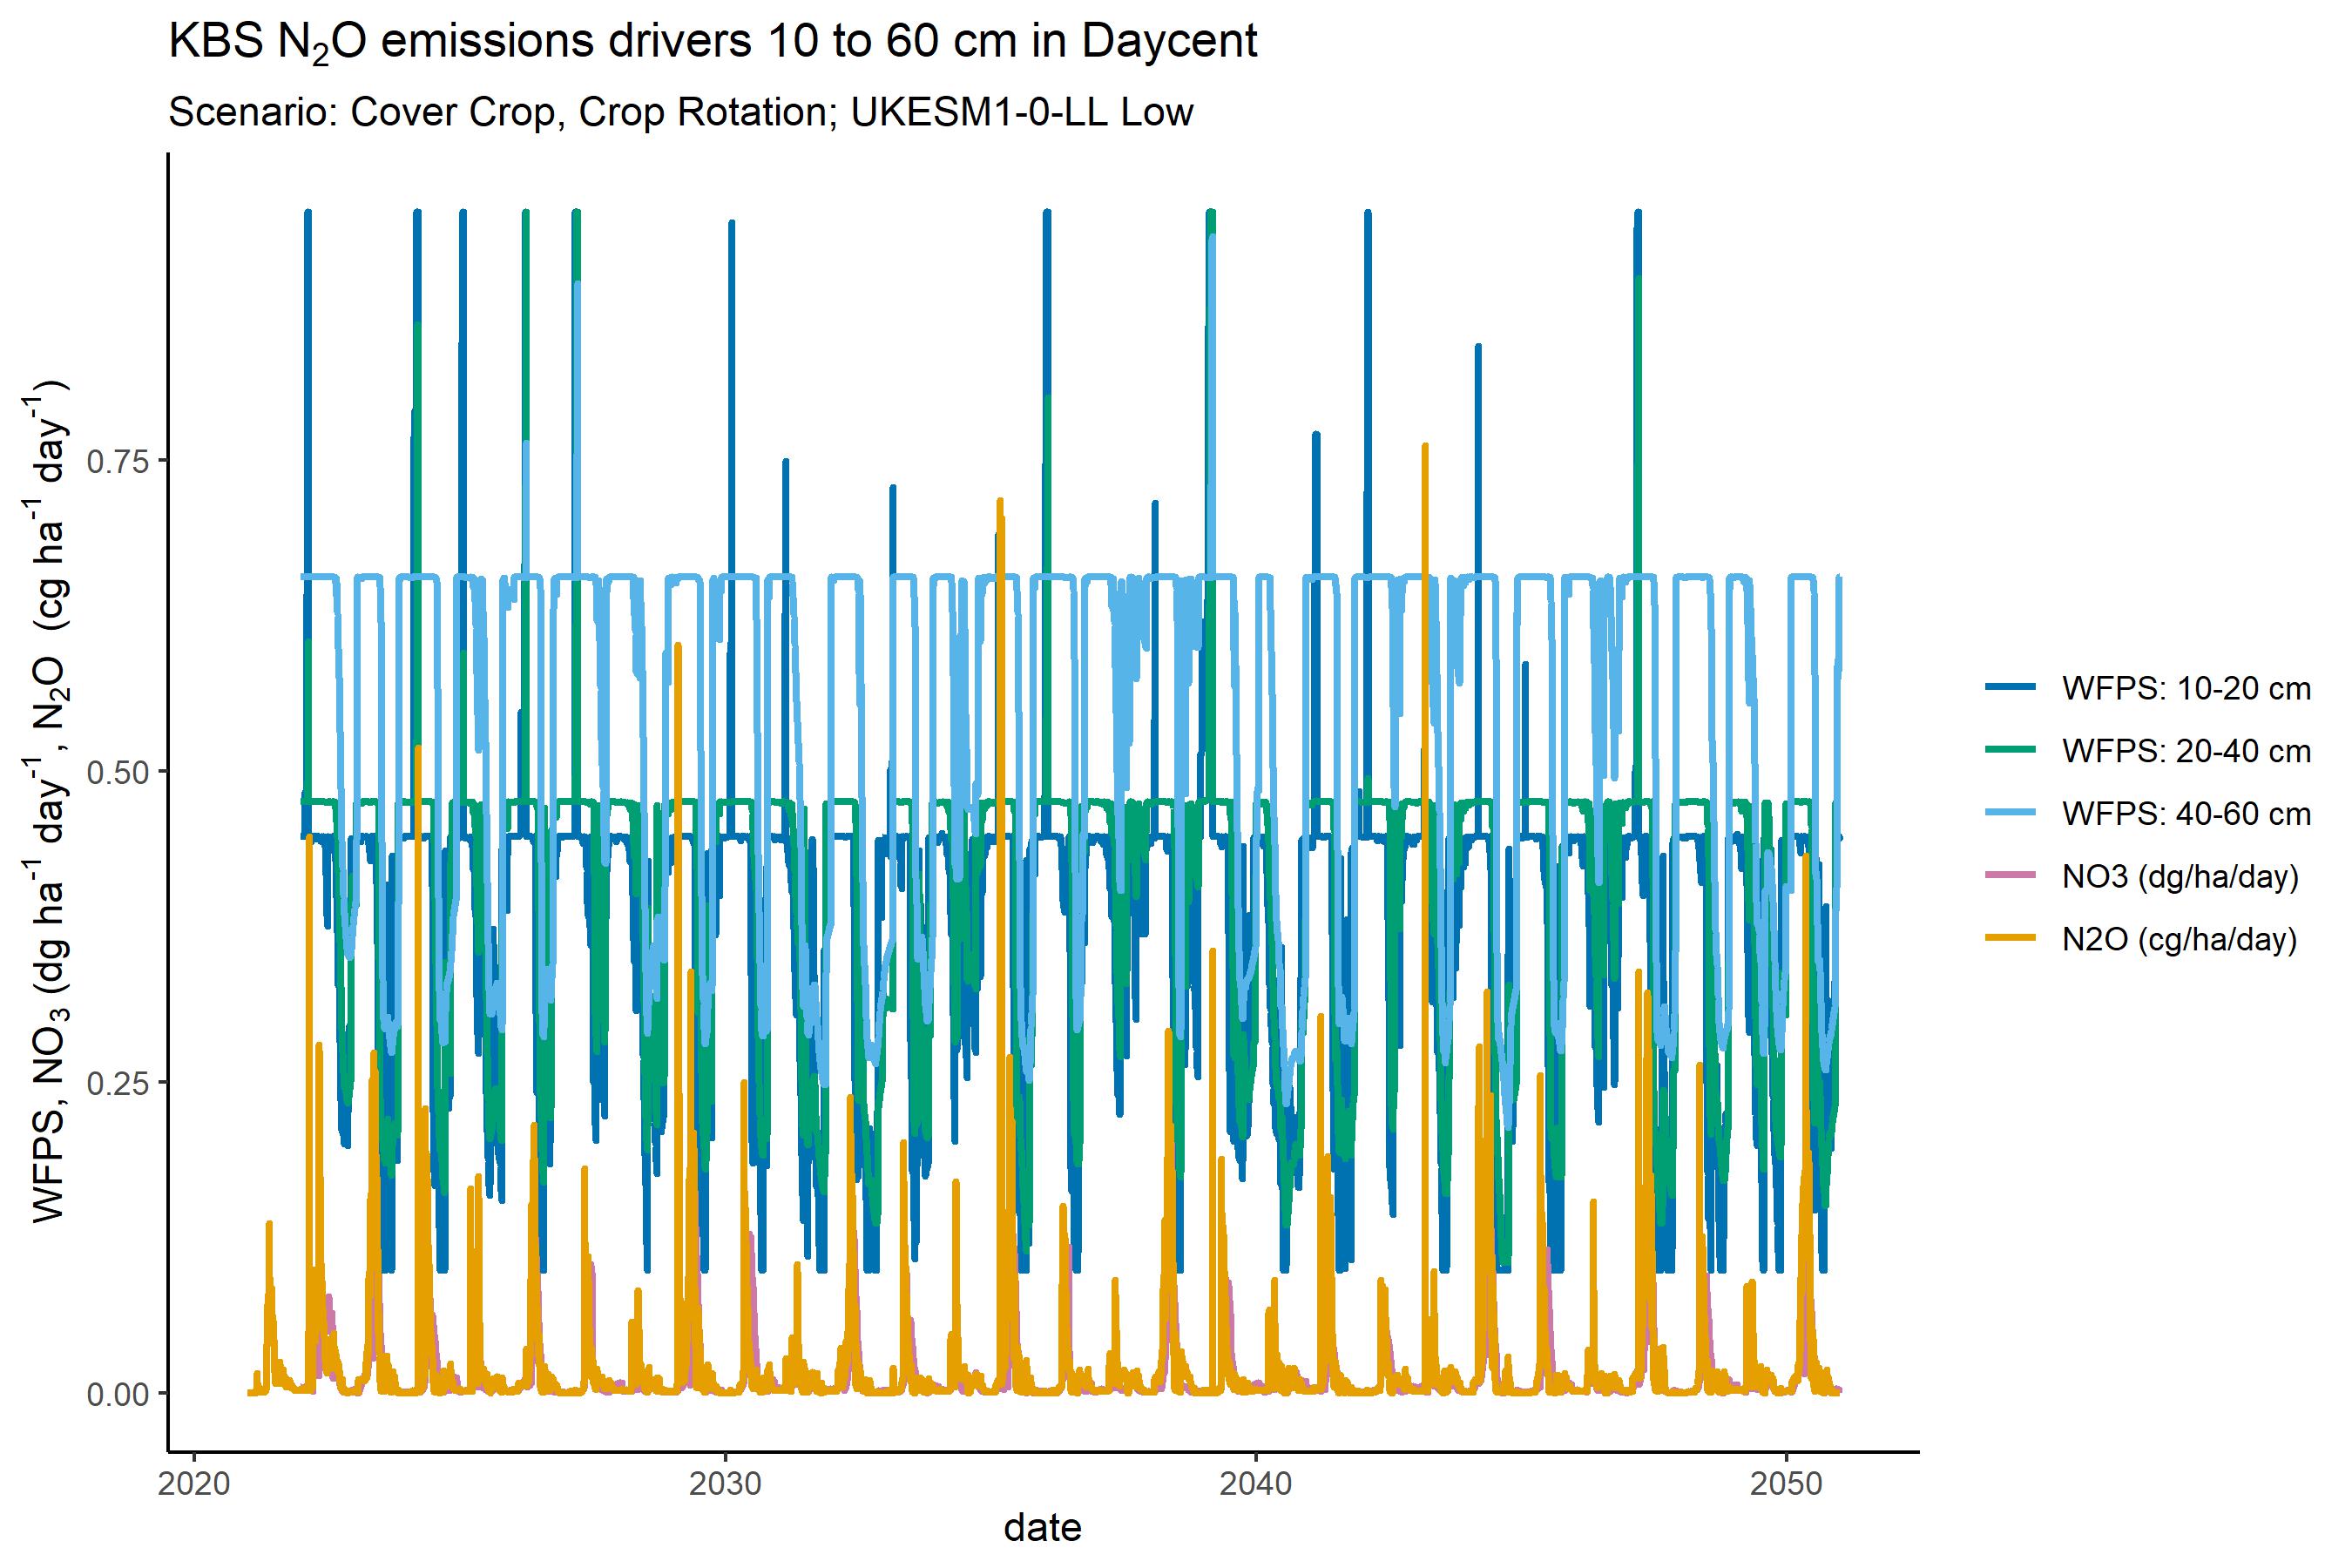 KBS N₂O emissions drivers 10 to 60 cm in Daycent
Scenario: Cover Crop, Crop Rotation; UKESM1-0-LL Low
WFPS, NO₃ (dg ha⁻¹ day⁻¹, N₂O (cg ha⁻¹ day⁻¹)
0.75
0.50
0.25
0.00
2020
2030
2040
2050
date
WFPS: 10-20 cm
WFPS: 20-40 cm
WFPS: 40-60 cm
NO3 (dg/ha/day)
N2O (cg/ha/day)